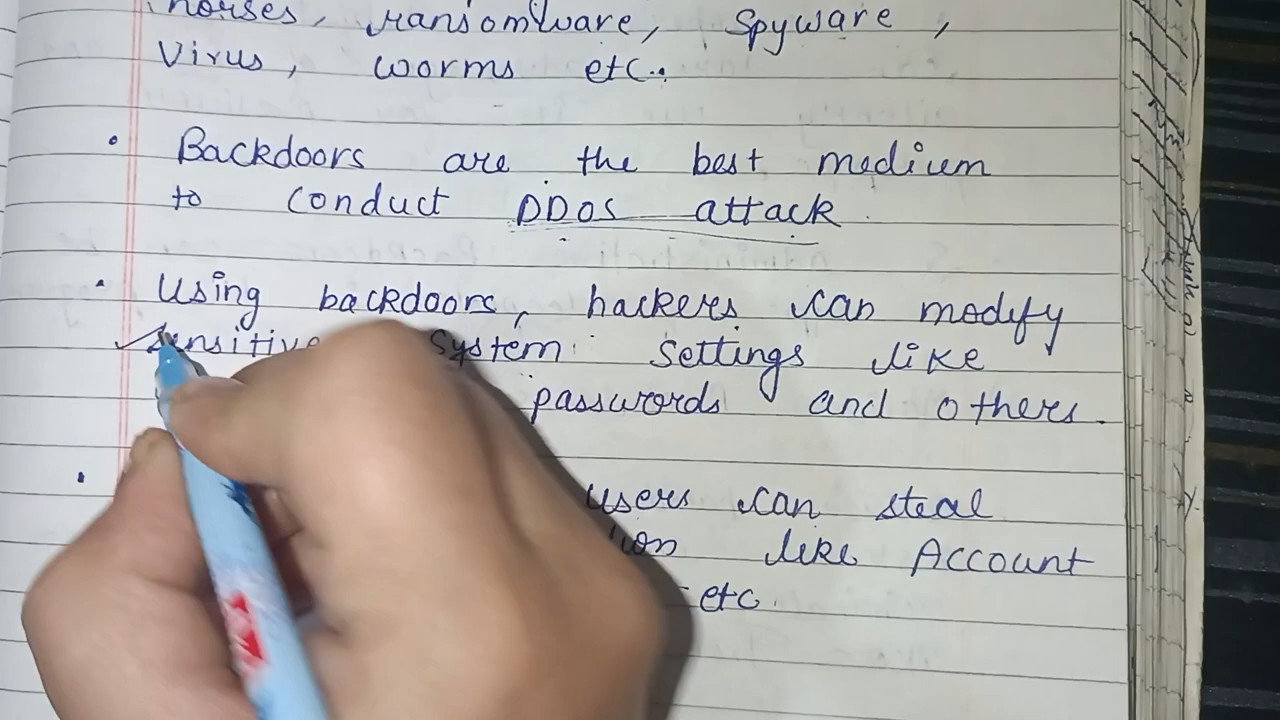 horses, ransomware, Spyware,
Virus, worms etc..
• Backdoors are the best medium
to conduct DDOS attack.
• Using backdoors, hackers can modify
sensitive system settings like
passwords and others.
• users can steal
like Account
etc.